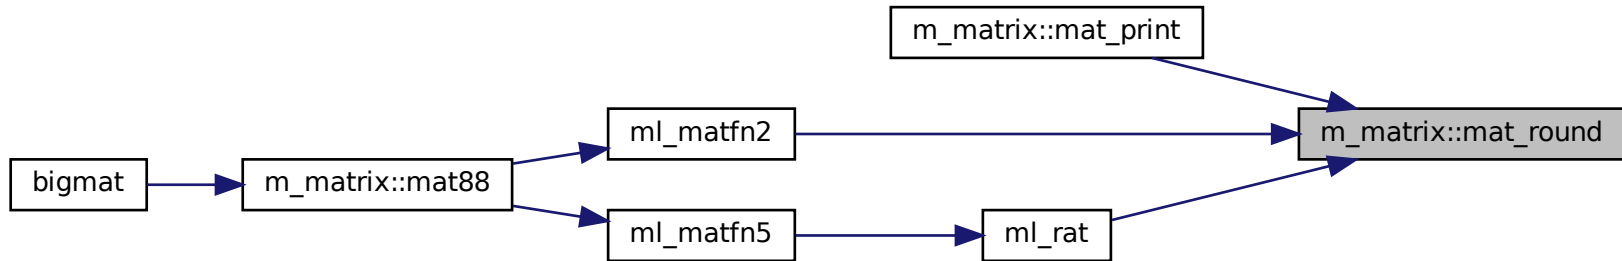 m_matrix::mat_print
ml_matfn2
m_matrix::mat_round
bigmat
m_matrix::mat88
ml_matfn5
ml_rat